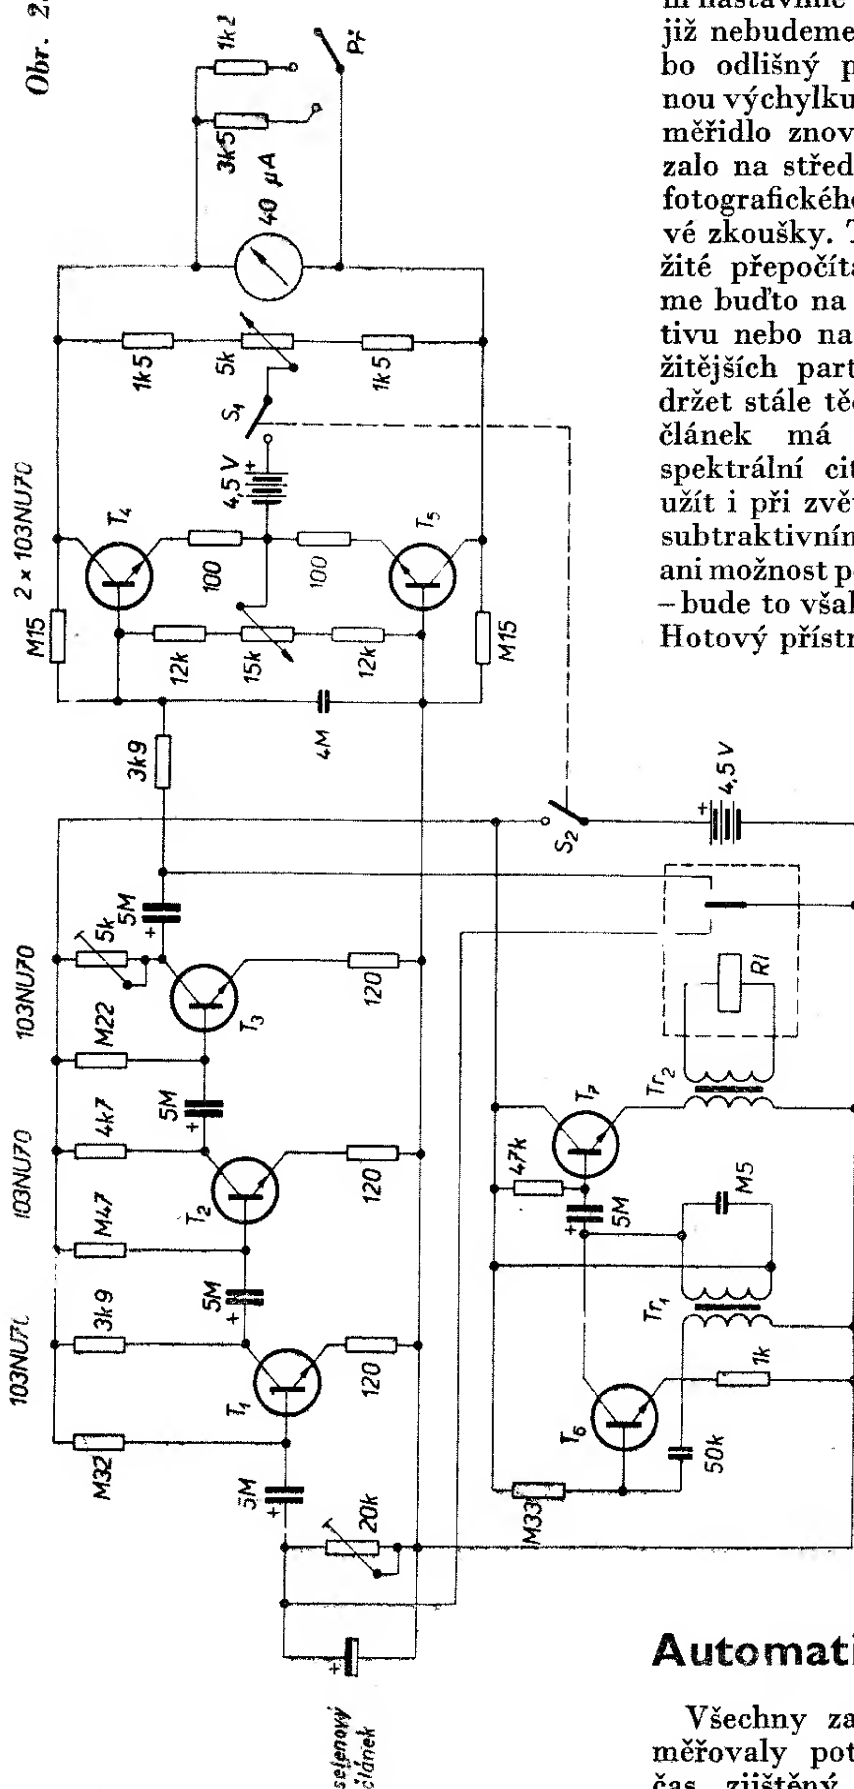 již nebudeme
bo odlišný p
nou výchylku
měřidlo znov
zalo na střed
fotografického
vé zkoušky. T
žité přepočíta
me buďto na
tivu nebo na
žitějších part
držet stále těc
článek má
spektrální cit
užít i při zvět
subtraktivním
ani možnost po
– bude to však
Hotový přístr
Obr.
1k2
Př
3k5
40 μA
1k5
5k
1k5
S1
4,5 V
+
2 x 103NU70
T4
T5
100
100
M15
12k
15k
12k
M15
4M
3k9
S2
4,5 V
+
103NU70
5k
5M
+
M22
T3
120
Rl
103NU70
4k7
5M
+
M47
T2
120
Tr2
T7
47k
5M
+
M5
3k9
5M
+
T1
120
Tr1
1k
M32
5M
+
T6
50k
M33
20k
+
selenový
článek
Automati
Všechny za
měřovaly pot
čas zjištěný